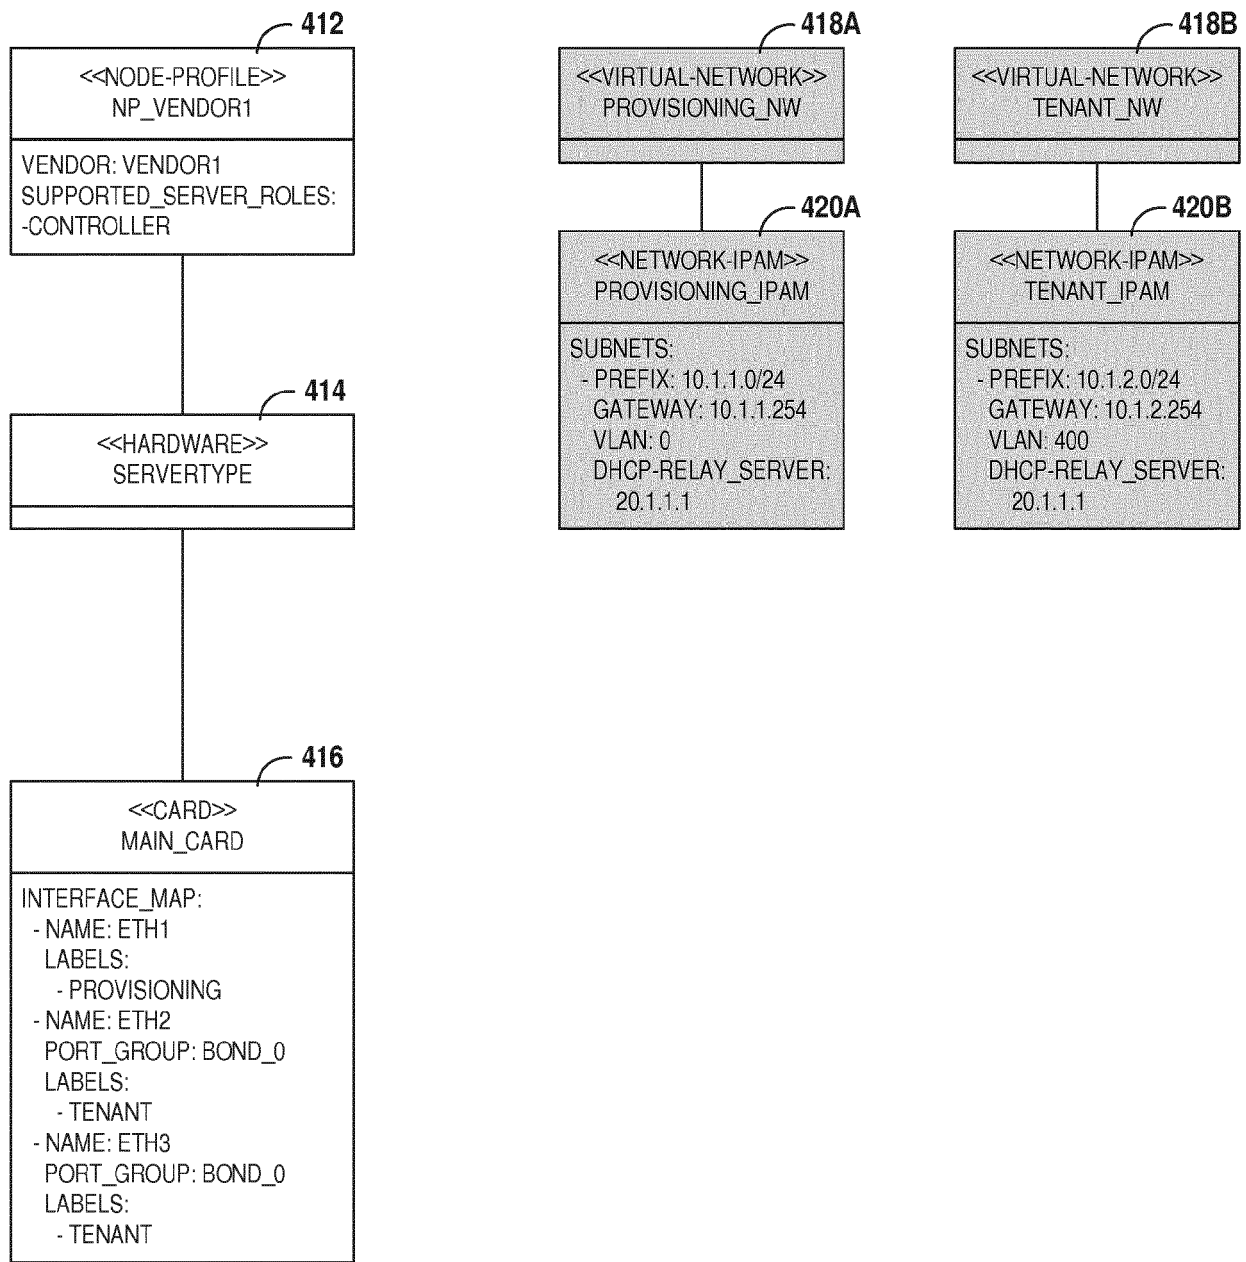 412
<<NODE-PROFILE>>
NP_VENDOR1
VENDOR: VENDOR1
SUPPORTED_SERVER_ROLES:
-CONTROLLER
414
<<HARDWARE>>
SERVERTYPE
416
<<CARD>>
MAIN_CARD
INTERFACE_MAP:
- NAME: ETH1
LABELS:
- PROVISIONING
- NAME: ETH2
PORT_GROUP: BOND_0
LABELS:
- TENANT
- NAME: ETH3
PORT_GROUP: BOND_0
LABELS:
- TENANT
418A
<<VIRTUAL-NETWORK>>
PROVISIONING_NW
420A
<<NETWORK-IPAM>>
PROVISIONING_IPAM
SUBNETS:
- PREFIX: 10.1.1.0/24
GATEWAY: 10.1.1.254
VLAN: 0
DHCP-RELAY_SERVER:
20.1.1.1
418B
<<VIRTUAL-NETWORK>>
TENANT_NW
420B
<<NETWORK-IPAM>>
TENANT_IPAM
SUBNETS:
- PREFIX: 10.1.2.0/24
GATEWAY: 10.1.2.254
VLAN: 400
DHCP-RELAY_SERVER:
20.1.1.1